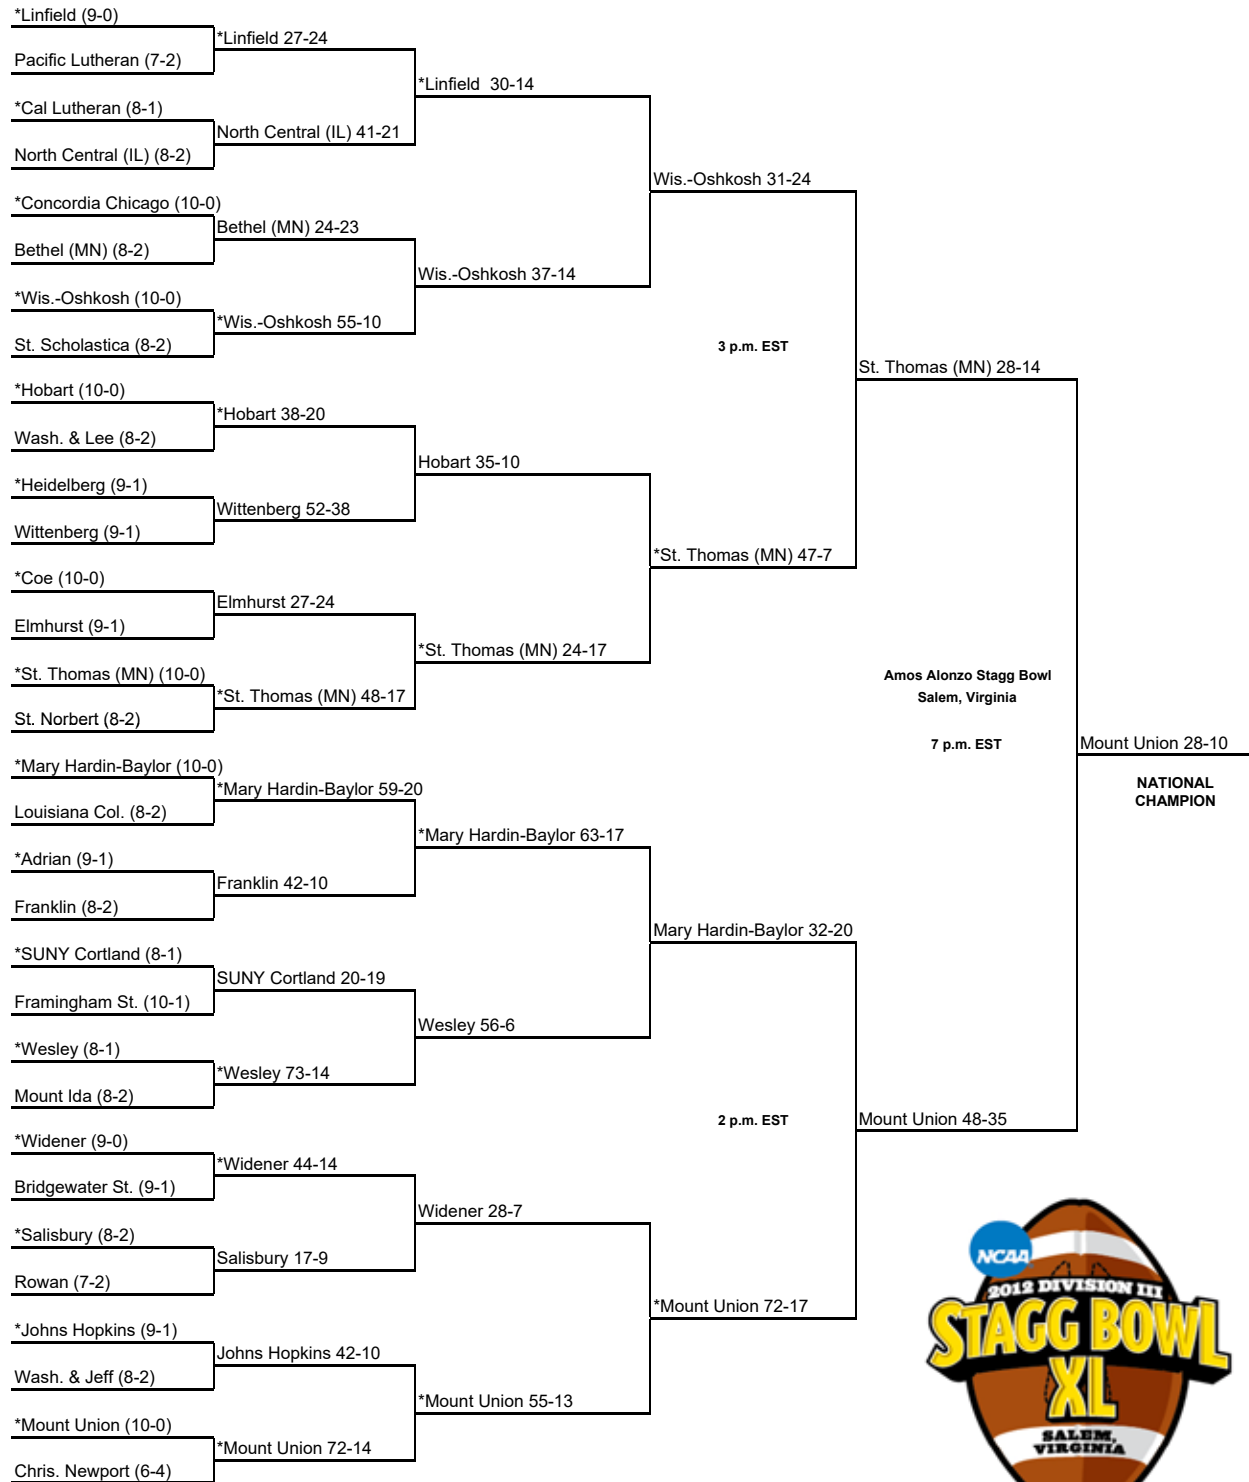 *Linfield (9-0)
Pacific Lutheran (7-2)
*Cal Lutheran (8-1)
North Central (IL) (8-2)
*Concordia Chicago (10-0)
Bethel (MN) (8-2)
*Wis.-Oshkosh (10-0)
St. Scholastica (8-2)
*Hobart (10-0)
Wash. & Lee (8-2)
*Heidelberg (9-1)
Wittenberg (9-1)
*Coe (10-0)
Elmhurst (9-1)
*St. Thomas (MN) (10-0)
St. Norbert (8-2)
*Mary Hardin-Baylor (10-0)
Louisiana Col. (8-2)
*Adrian (9-1)
Franklin (8-2)
*SUNY Cortland (8-1)
Framingham St. (10-1)
*Wesley (8-1)
Mount Ida (8-2)
*Widener (9-0)
Bridgewater St. (9-1)
*Salisbury (8-2)
Rowan (7-2)
*Johns Hopkins (9-1)
Wash. & Jeff (8-2)
*Mount Union (10-0)
Chris. Newport (6-4)
*Linfield 27-24
North Central (IL) 41-21
Bethel (MN) 24-23
*Wis.-Oshkosh 55-10
*Hobart 38-20
Wittenberg 52-38
Elmhurst 27-24
*St. Thomas (MN) 48-17
*Mary Hardin-Baylor 59-20
Franklin 42-10
SUNY Cortland 20-19
*Wesley 73-14
*Widener 44-14
Salisbury 17-9
Johns Hopkins 42-10
*Mount Union 72-14
*Linfield  30-14
Wis.-Oshkosh 37-14
Hobart 35-10
*St. Thomas (MN) 24-17
*Mary Hardin-Baylor 63-17
Wesley 56-6
Widener 28-7
*Mount Union 55-13
Wis.-Oshkosh 31-24
3 p.m. EST
*St. Thomas (MN) 47-7
Mary Hardin-Baylor 32-20
2 p.m. EST
*Mount Union 72-17
St. Thomas (MN) 28-14
Amos Alonzo Stagg Bowl
Salem, Virginia
7 p.m. EST
Mount Union 48-35
Mount Union 28-10
NATIONAL
CHAMPION
NCAA
2012 DIVISION III
STAGG BOWL
XL
SALEM,
VIRGINIA